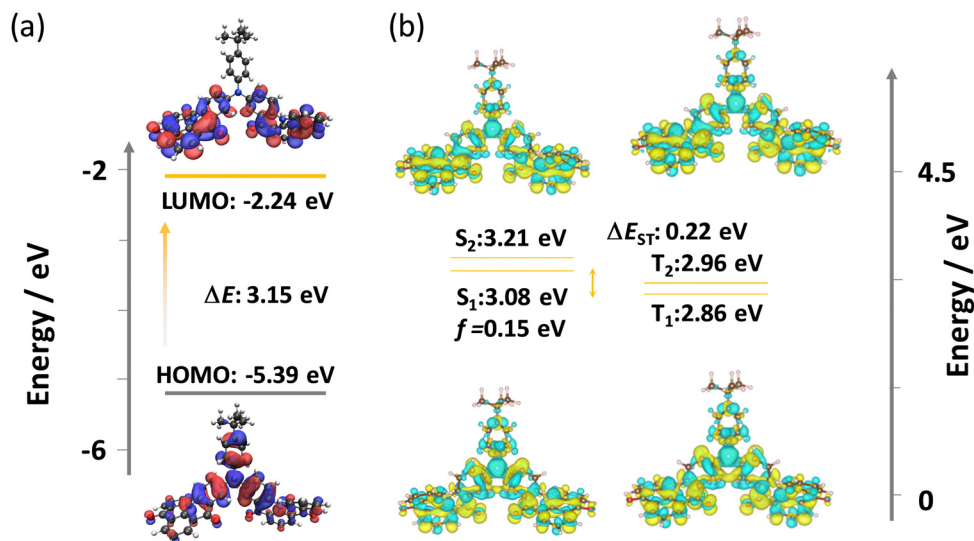 (a)
(b)
Energy / eV
-2
-6
LUMO: -2.24 eV
ΔE: 3.15 eV
HOMO: -5.39 eV
S2:3.21 eV
S1:3.08 eV
f =0.15 eV
ΔEST: 0.22 eV
T2:2.96 eV
T1:2.86 eV
4.5
0
Energy / eV